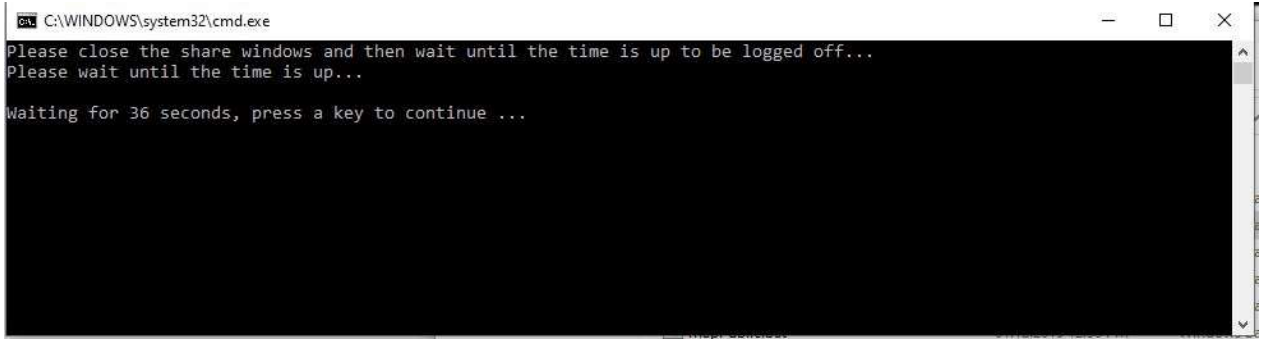 C:\WINDOWS\system32\cmd.exe
Please close the share windows and then wait until the time is up to be logged off...
Please wait until the time is up...
Waiting for 36 seconds, press a key to continue ...